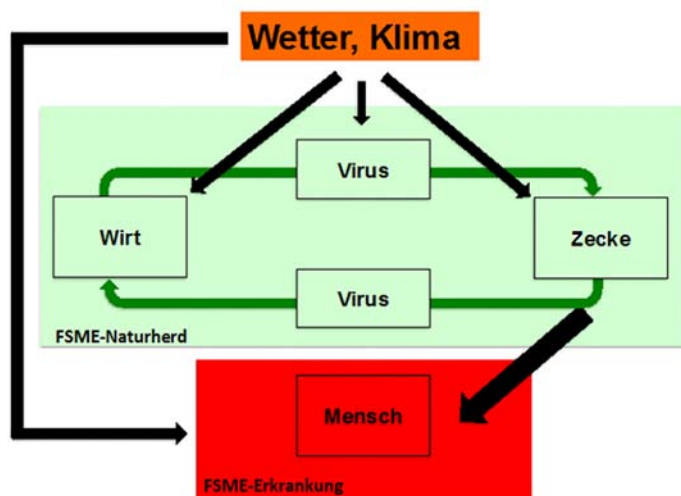 Wetter, Klima
Virus
Wirt
Zecke
Virus
FSME-Naturherd
Mensch
FSME-Erkrankung